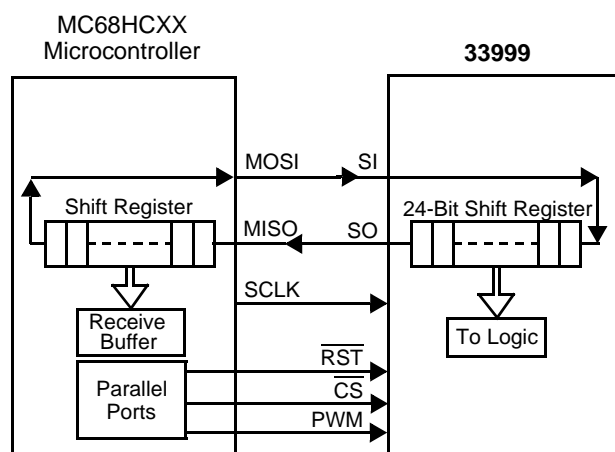 MC68HCXX
Microcontroller
33999
MOSI
SI
Shift Register
24-Bit Shift Register
MISO
SO
SCLK
Receive
Buffer
To Logic
RST
Parallel
Ports
CS
PWM